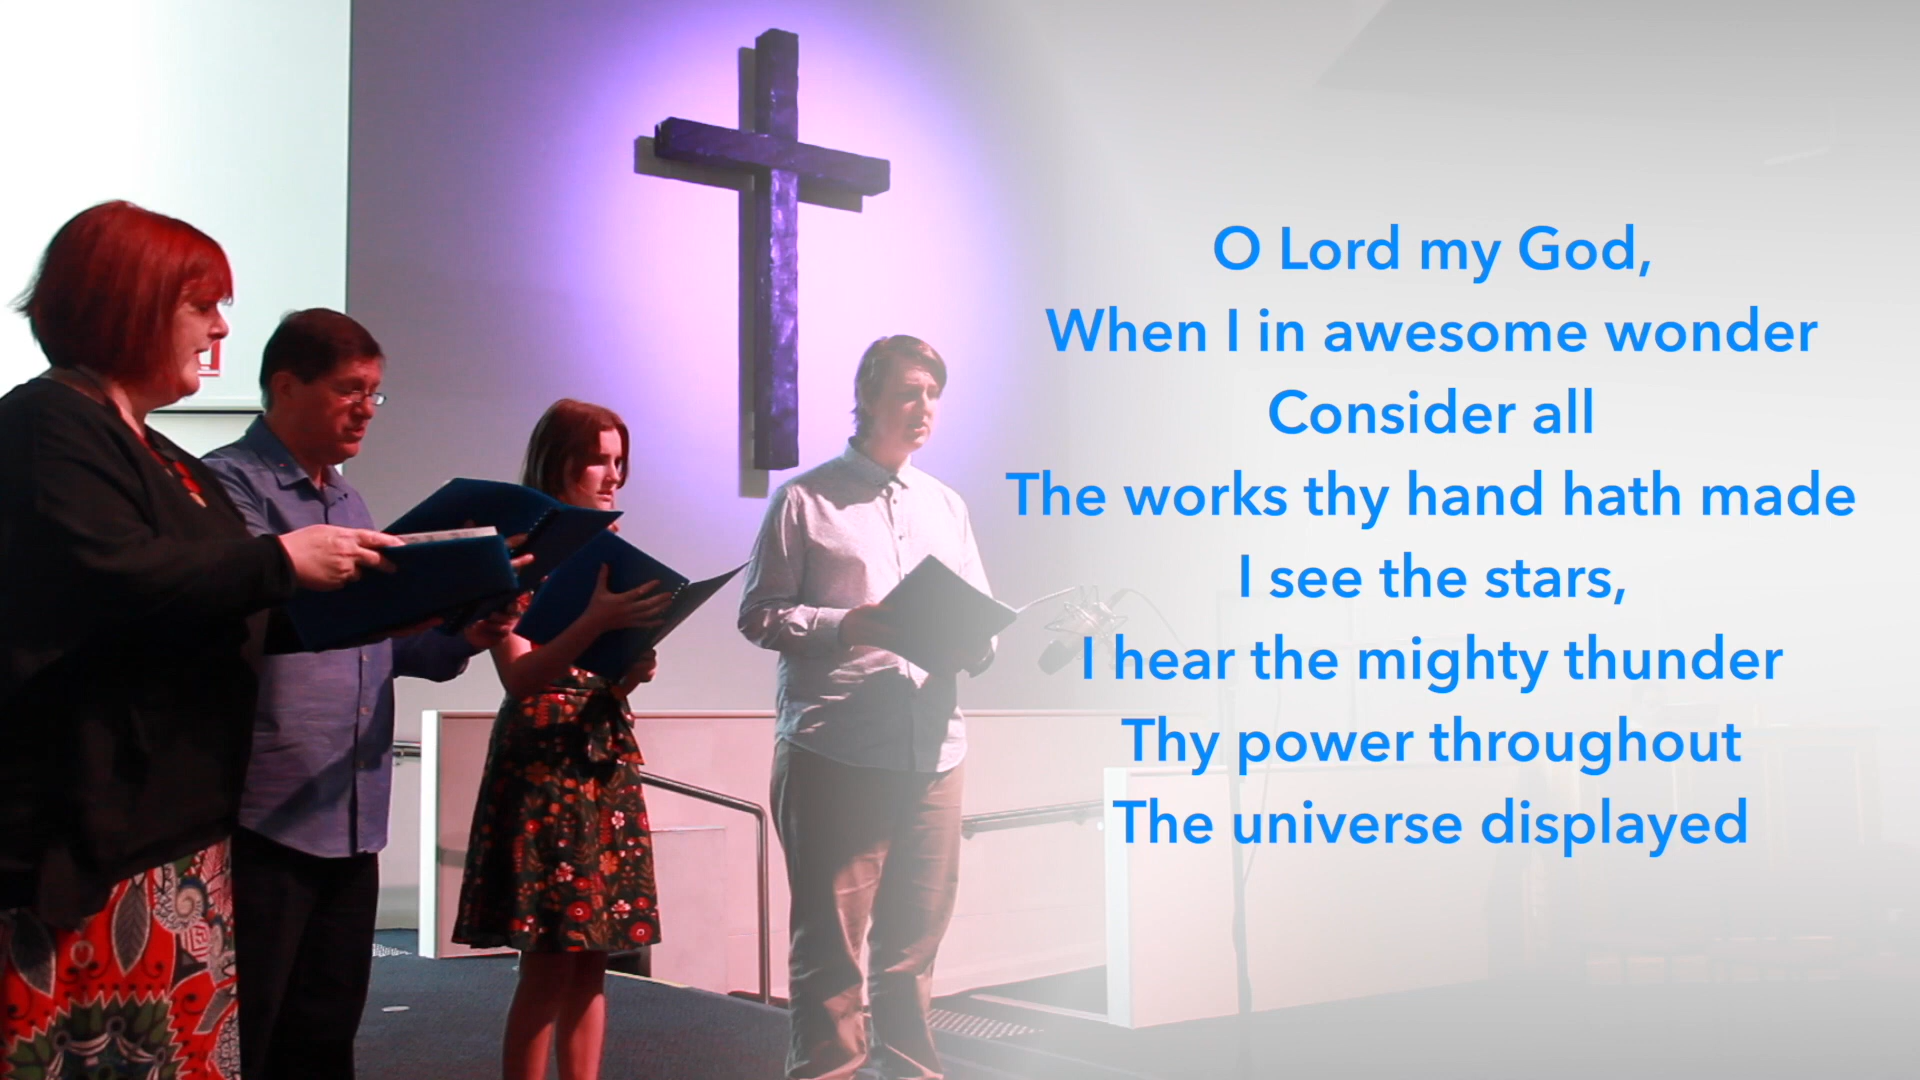 O Lord my God,
When I in awesome wonder
Consider all
The works thy hand hath made
I see the stars,
I hear the mighty thunder
Thy power throughout
The universe displayed